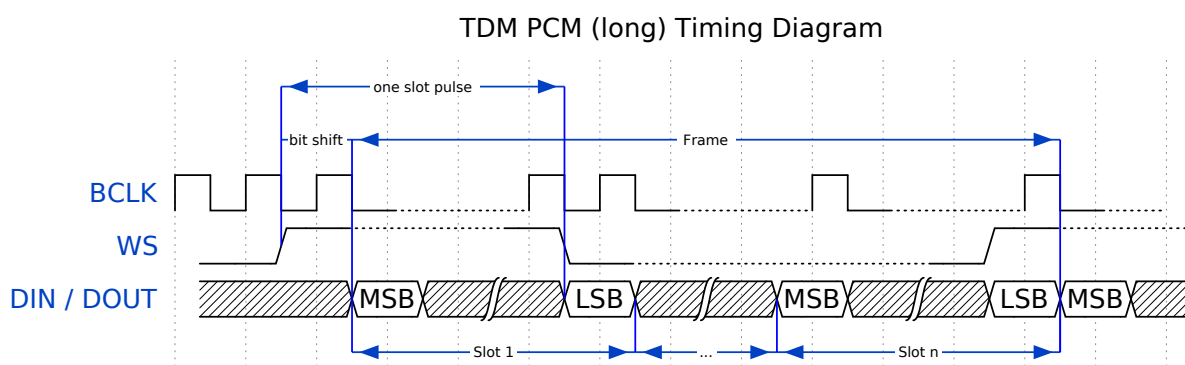 TDM PCM (long) Timing Diagram
one slot pulse
bit shift
Frame
BCLK
WS
DIN / DOUT
MSB
LSB
MSB
LSB
MSB
Slot 1
...
Slot n